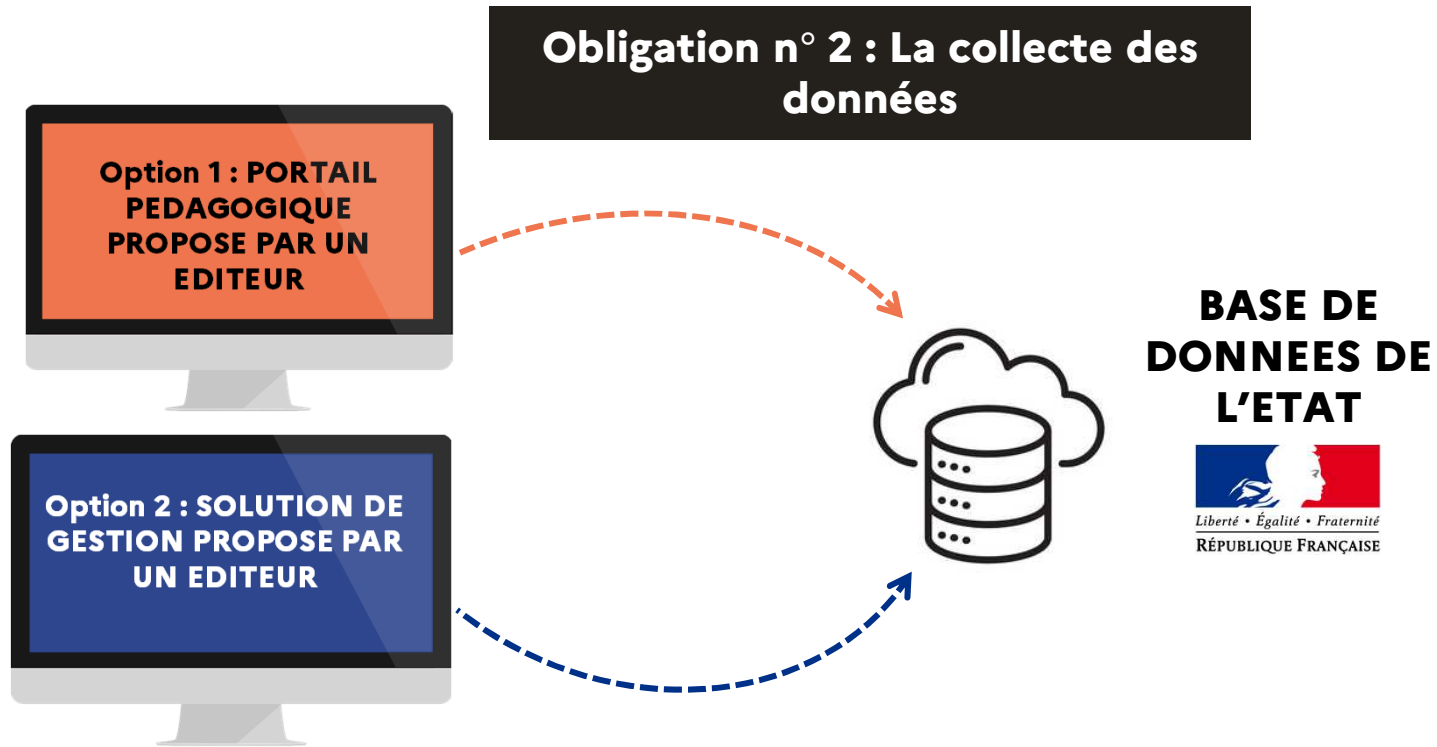 Obligation n° 2 : La collecte des
données
Option 1 : PORTAIL
PEDAGOGIQUE
PROPOSE PAR UN
EDITEUR
BASE DE
DONNEES DE
L’ETAT
Liberté • Égalité • Fraternité
RÉPUBLIQUE FRANÇAISE
Option 2 : SOLUTION DE
GESTION PROPOSE PAR
UN EDITEUR